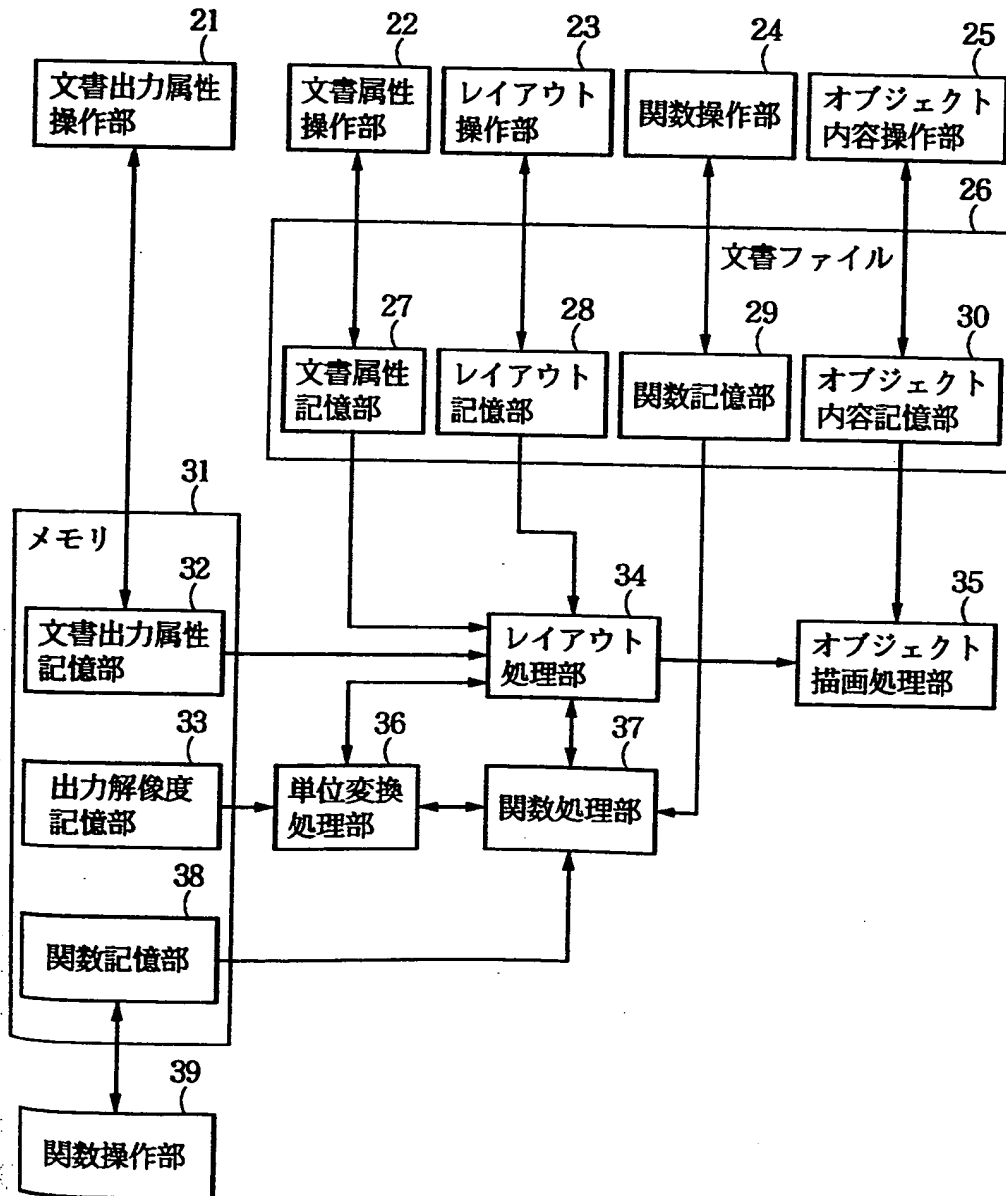 21
22
23
24
25
文書出力属性
操作部
文書属性
操作部
レイアウト
操作部
関数操作部
オブジェクト
内容操作部
26
文書ファイル
27
28
29
30
文書属性
記憶部
レイアウト
記憶部
関数記憶部
オブジェクト
内容記憶部
31
メモリ
32
34
35
文書出力属性
記憶部
レイアウト
処理部
オブジェクト
描画処理部
33
36
37
出力解像度
記憶部
単位変換
処理部
関数処理部
38
関数記憶部
39
関数操作部